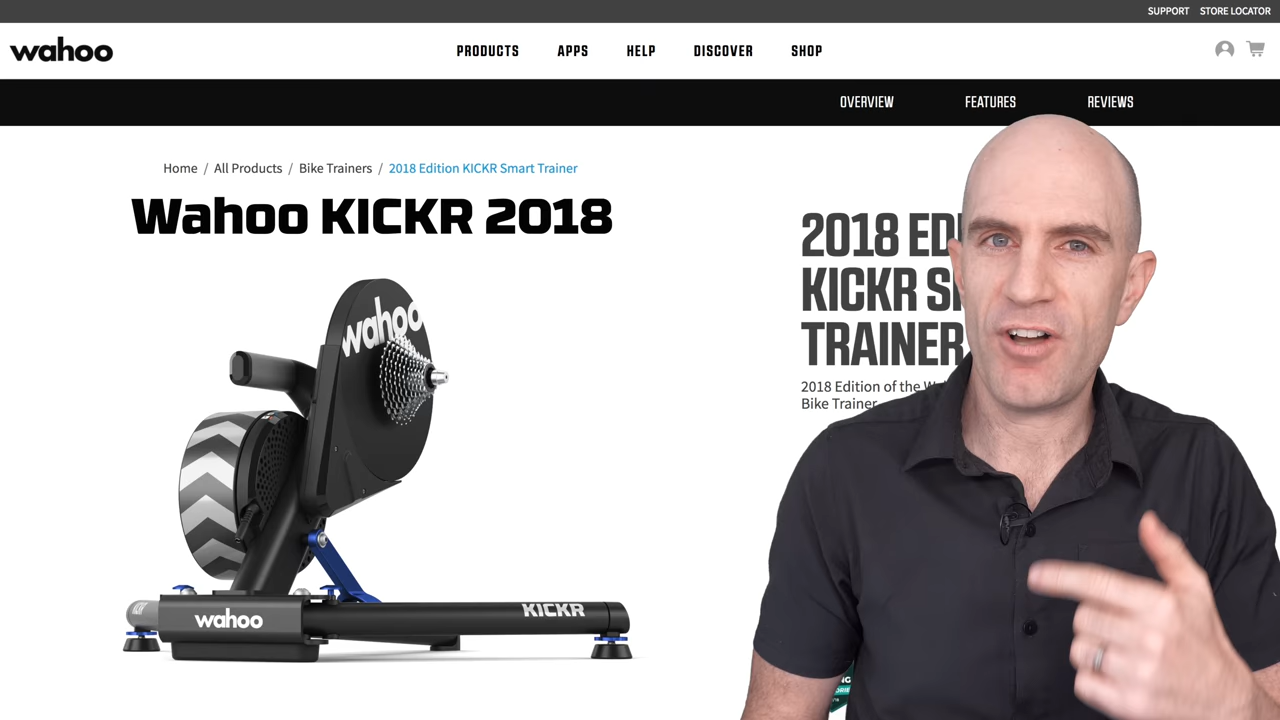 SUPPORT STORE LOCATOR
wahoo
PRODUCTS APPS HELP DISCOVER SHOP
OVERVIEW FEATURES REVIEWS
Home / All Products / Bike Trainers / 2018 Edition KICKR Smart Trainer
Wahoo KICKR 2018
2018 ED
KICKR S
TRAINER
2018 Edition of the
Bike Trainer
wahoo
wahoo
KICKR